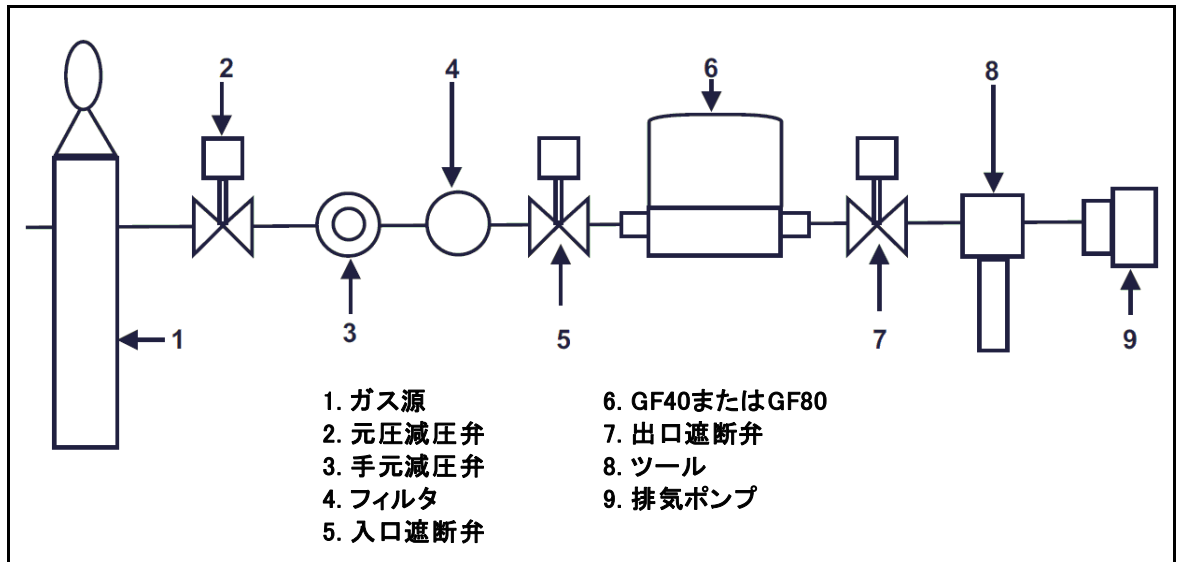 2
4
6
8
1
3
5
7
9
1. ガス源
2. 元圧減圧弁
3. 手元減圧弁
4. フィルタ
5. 入口遮断弁
6. GF40またはGF80
7. 出口遮断弁
8. ツール
9. 排気ポンプ